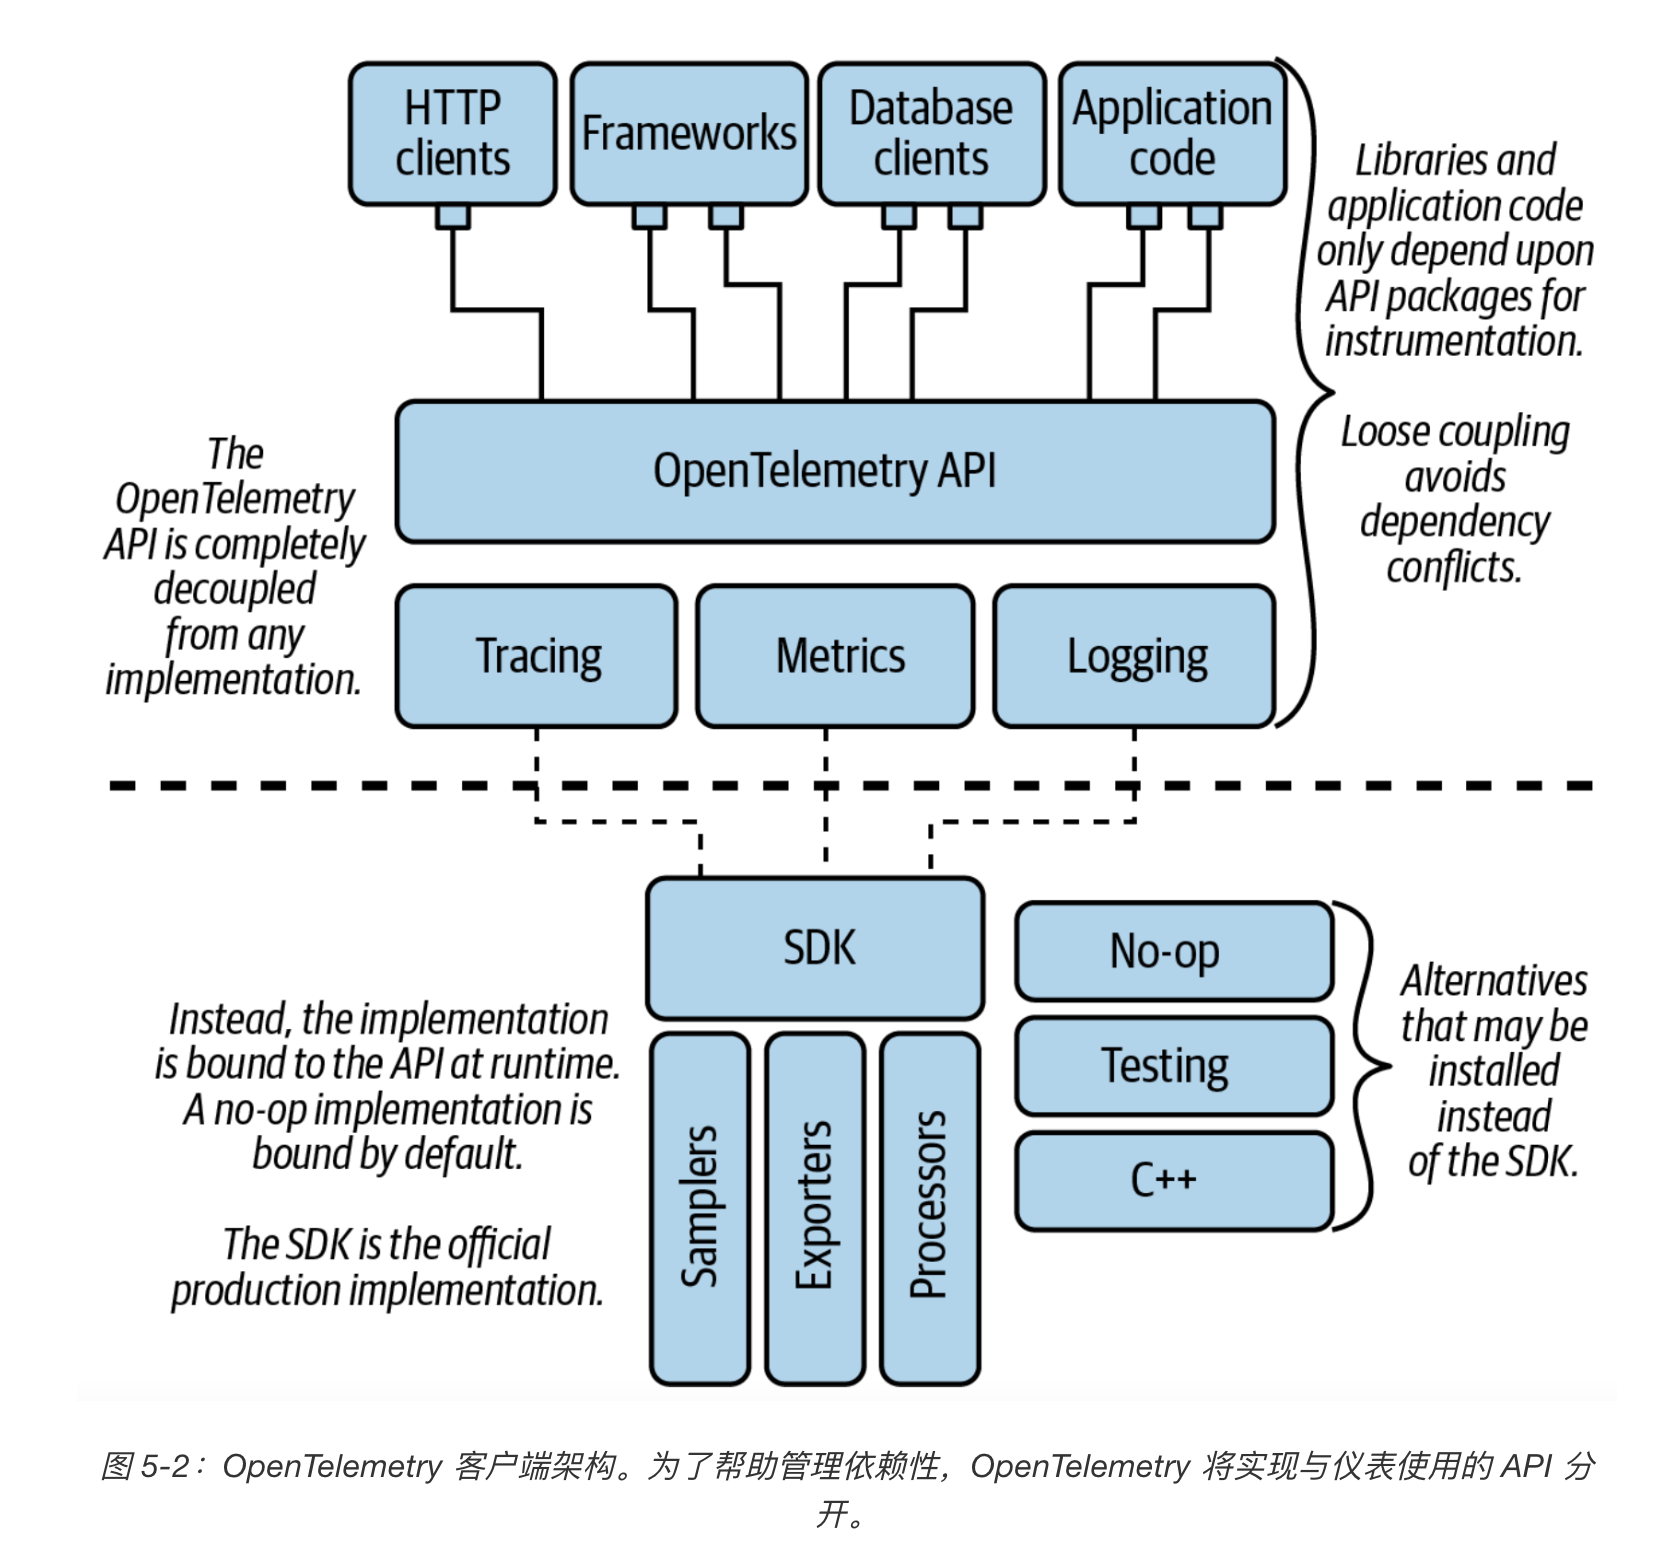 HTTP
clients
Frameworks
Database
clients
Application
code
Libraries and
application code
only depend upon
API packages for
instrumentation.
Loose coupling
avoids
dependency
conflicts.
The
OpenTelemetry
API is completely
decoupled
from any
implementation.
OpenTelemetry API
Tracing
Metrics
Logging
SDK
No-op
Testing
C++
Alternatives
that may be
installed
instead
of the SDK.
Instead, the implementation
is bound to the API at runtime.
A no-op implementation is
bound by default.
The SDK is the official
production implementation.
Samplers
Exporters
Processors
图 5-2：OpenTelemetry 客户端架构。为了帮助管理依赖性，OpenTelemetry 将实现与仪表使用的 API 分
开。